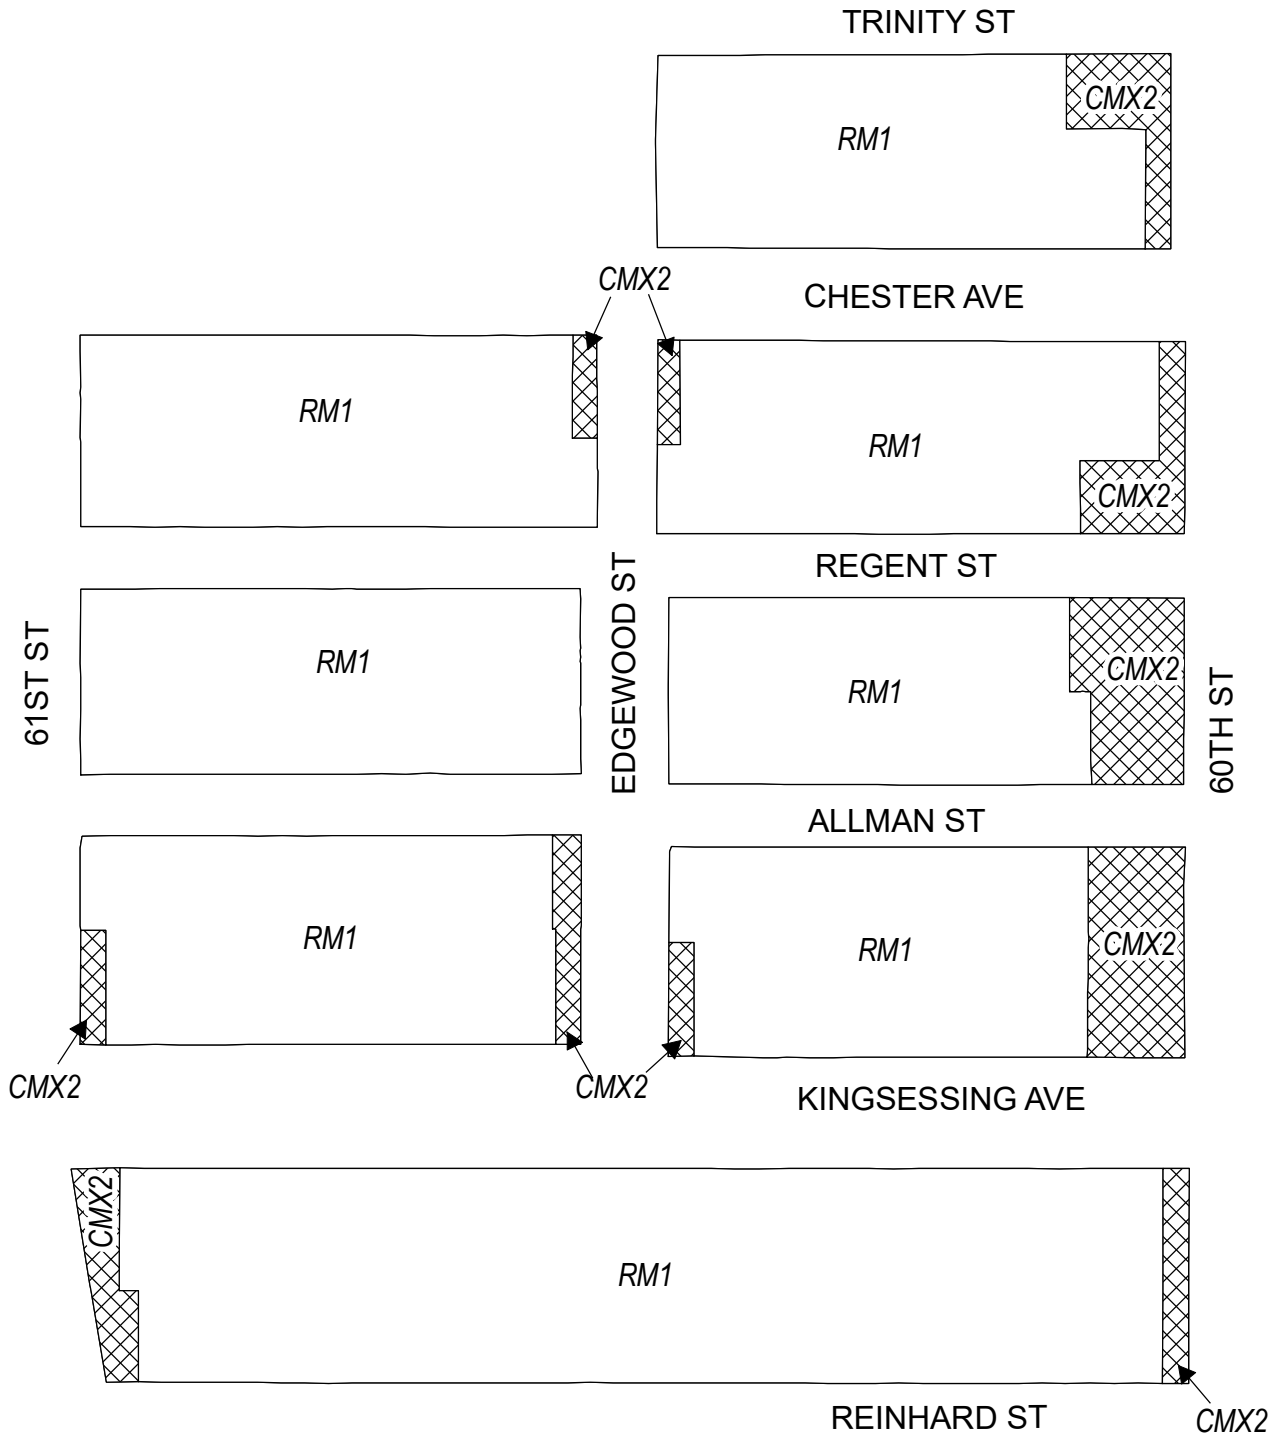 TRINITY ST
CMX2
RM1
CMX2
CHESTER AVE
RM1
RM1
CMX2
REGENT ST
EDGEWOOD ST
61ST ST
RM1
CMX2
RM1
60TH ST
ALLMAN ST
RM1
RM1
CMX2
CMX2
CMX2
KINGSESSING AVE
CMX2
RM1
REINHARD ST
CMX2